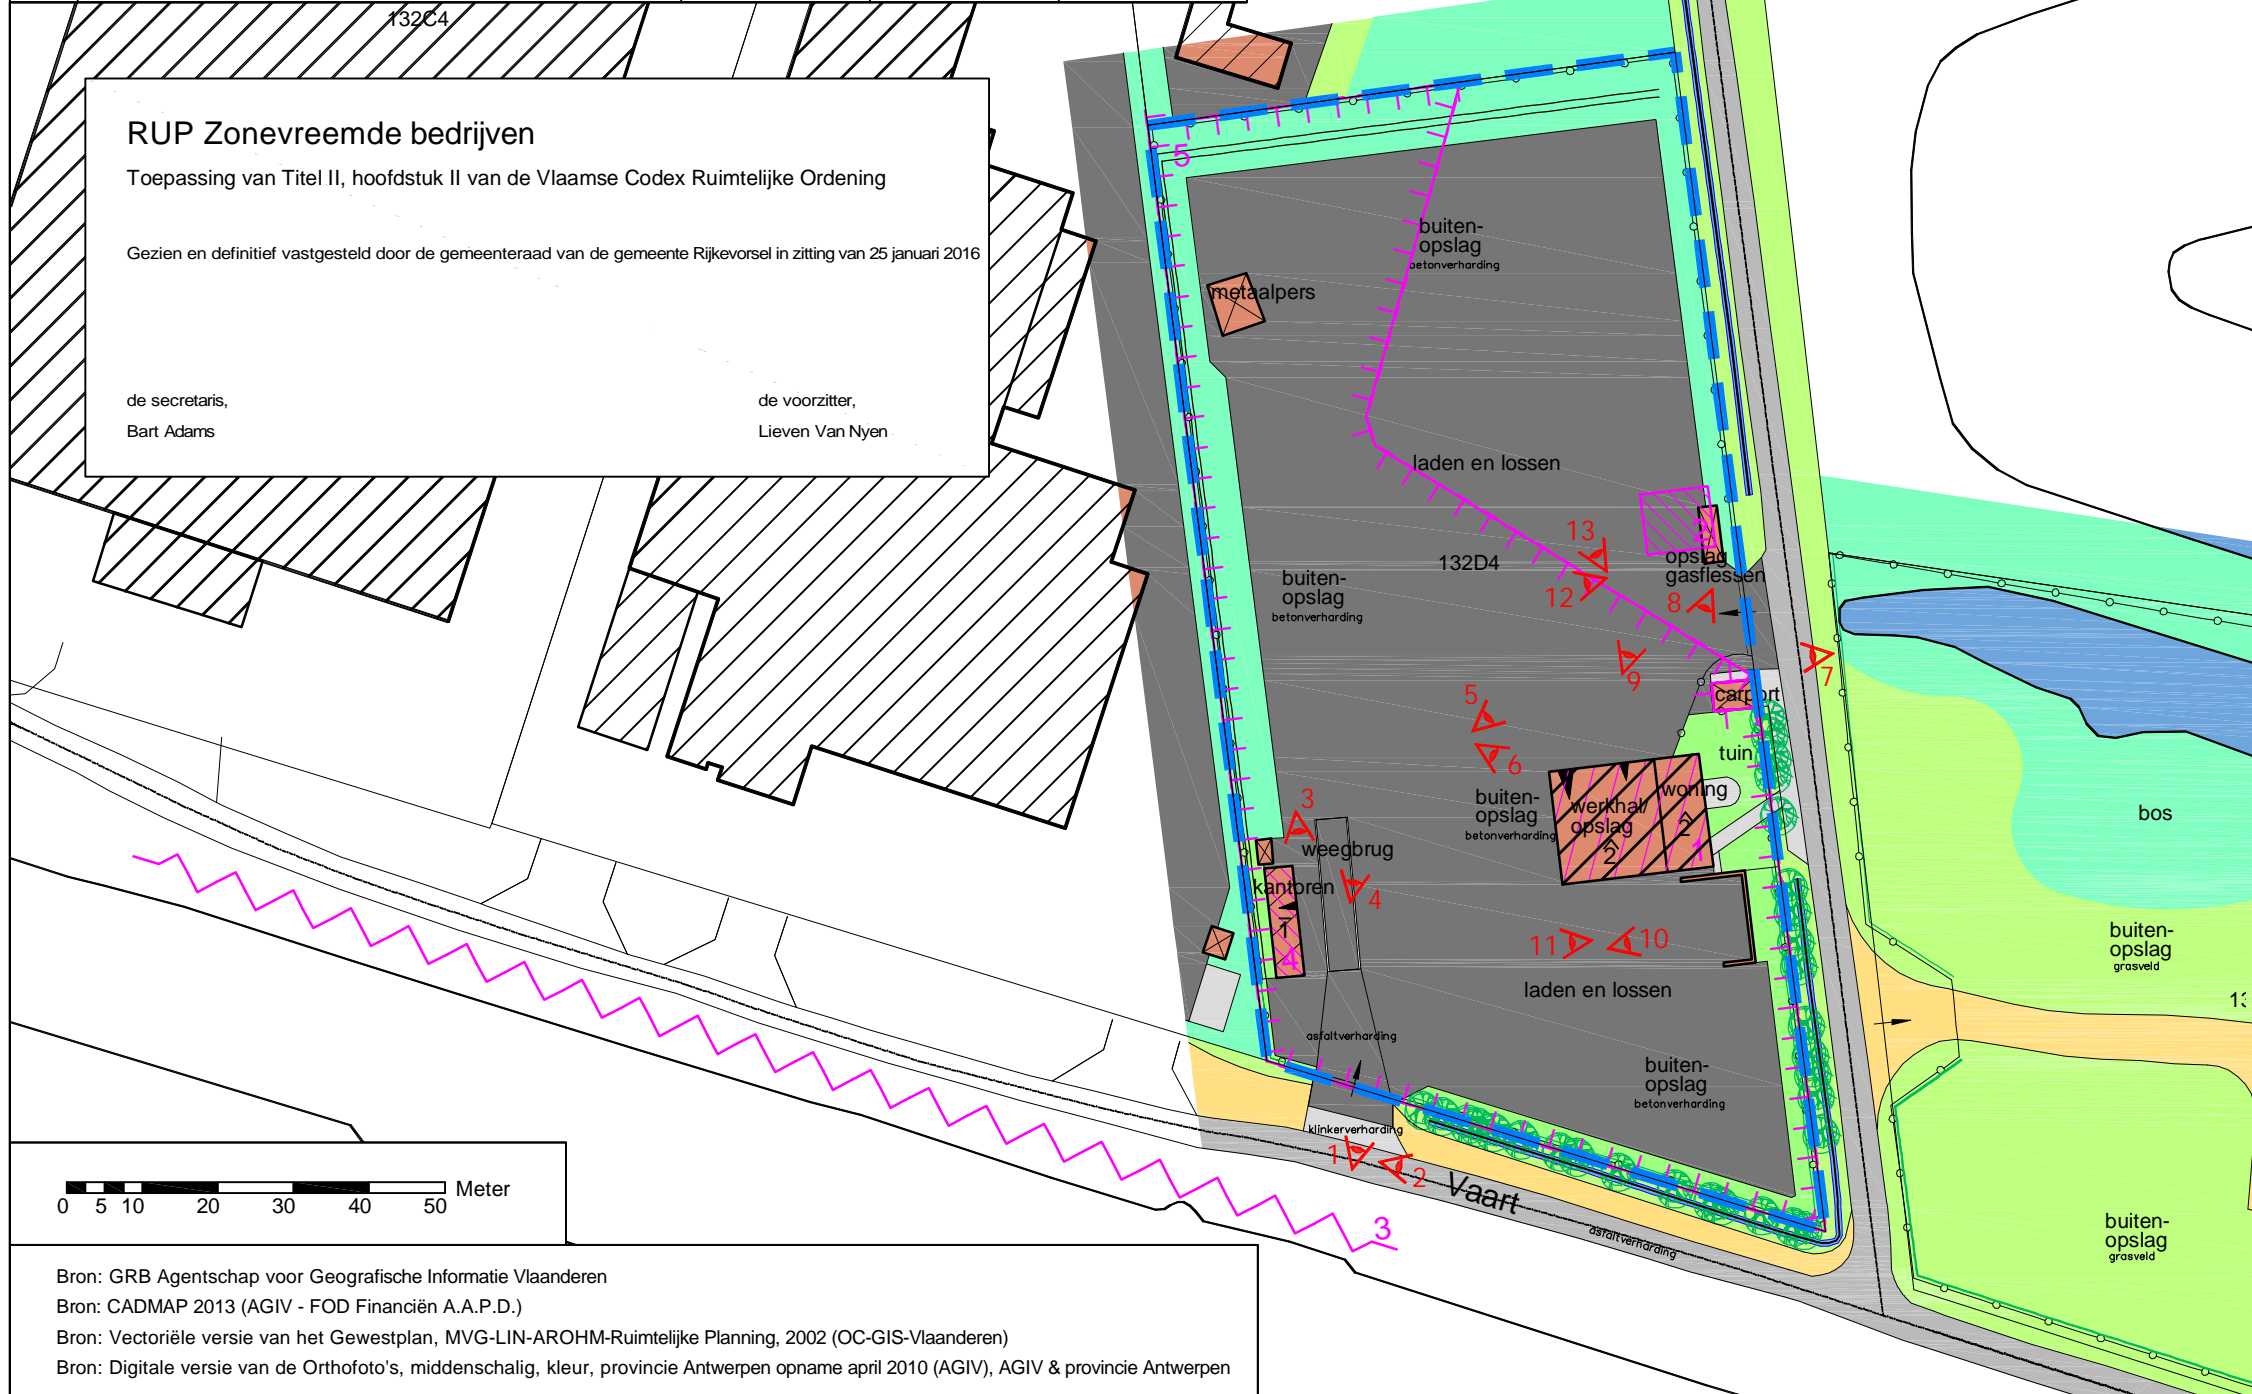 132C4
RUP Zonevreemde bedrijven
Toepassing van Titel II, hoofdstuk II van de Vlaamse Codex Ruimtelijke Ordening
Gezien en definitief vastgesteld door de gemeenteraad van de gemeente Rijkevorsel in zitting van 25 januari 2016
de secretaris,
de voorzitter,
Bart Adams
Lieven Van Nyen
5
buiten-
opslag
betonverharding
metaalpers
laden en lossen
132D4
13
12
2
opslag
gasflessen
8
buiten-
opslag
betonverharding
9
7
5
6
carport
tuin
woning
werkhal/
opslag
2
2
buiten-
opslag
betonverharding
3
weegbrug
kantoren
4
1
4
11
10
laden en lossen
bos
buiten-
opslag
grasveld
13
asfaltverharding
buiten-
opslag
betonverharding
klinkerverharding
1
2
Vaart
asfaltverharding
3
buiten-
opslag
grasveld
0 5 10 20 30 40 50 Meter
Bron: GRB Agentschap voor Geografische Informatie Vlaanderen
Bron: CADMAP 2013 (AGIV - FOD Financiën A.A.P.D.)
Bron: Vectoriële versie van het Gewestplan, MVG-LIN-AROHM-Ruimtelijke Planning, 2002 (OC-GIS-Vlaanderen)
Bron: Digitale versie van de Orthofoto's, middenschalig, kleur, provincie Antwerpen opname april 2010 (AGIV), AGIV & provincie Antwerpen